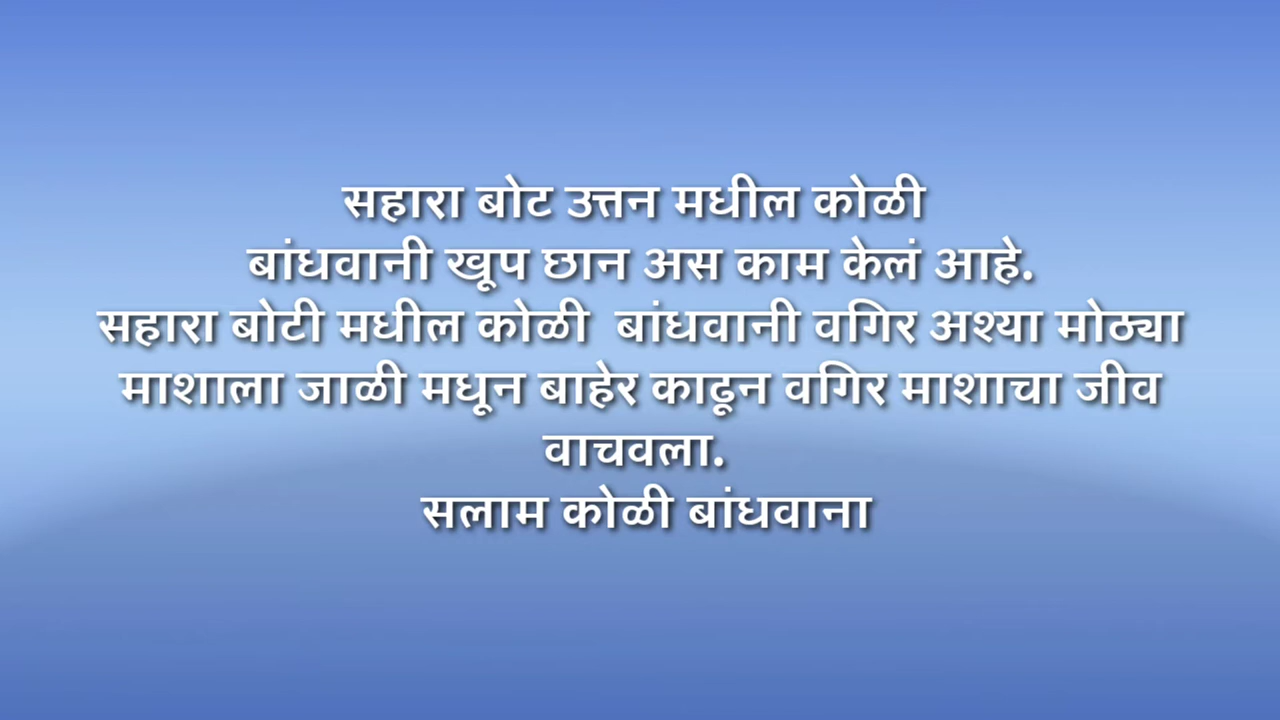 सहारा बोट उत्तन मधील कोळी
बांधवानी खूप छान अस काम केलं आहे.
सहारा बोटी मधील कोळी  बांधवानी वगिर अश्या मोठ्या
माशाला जाळी मधून बाहेर काढून वगिर माशाचा जीव
वाचवला.
सलाम कोळी बांधवाना